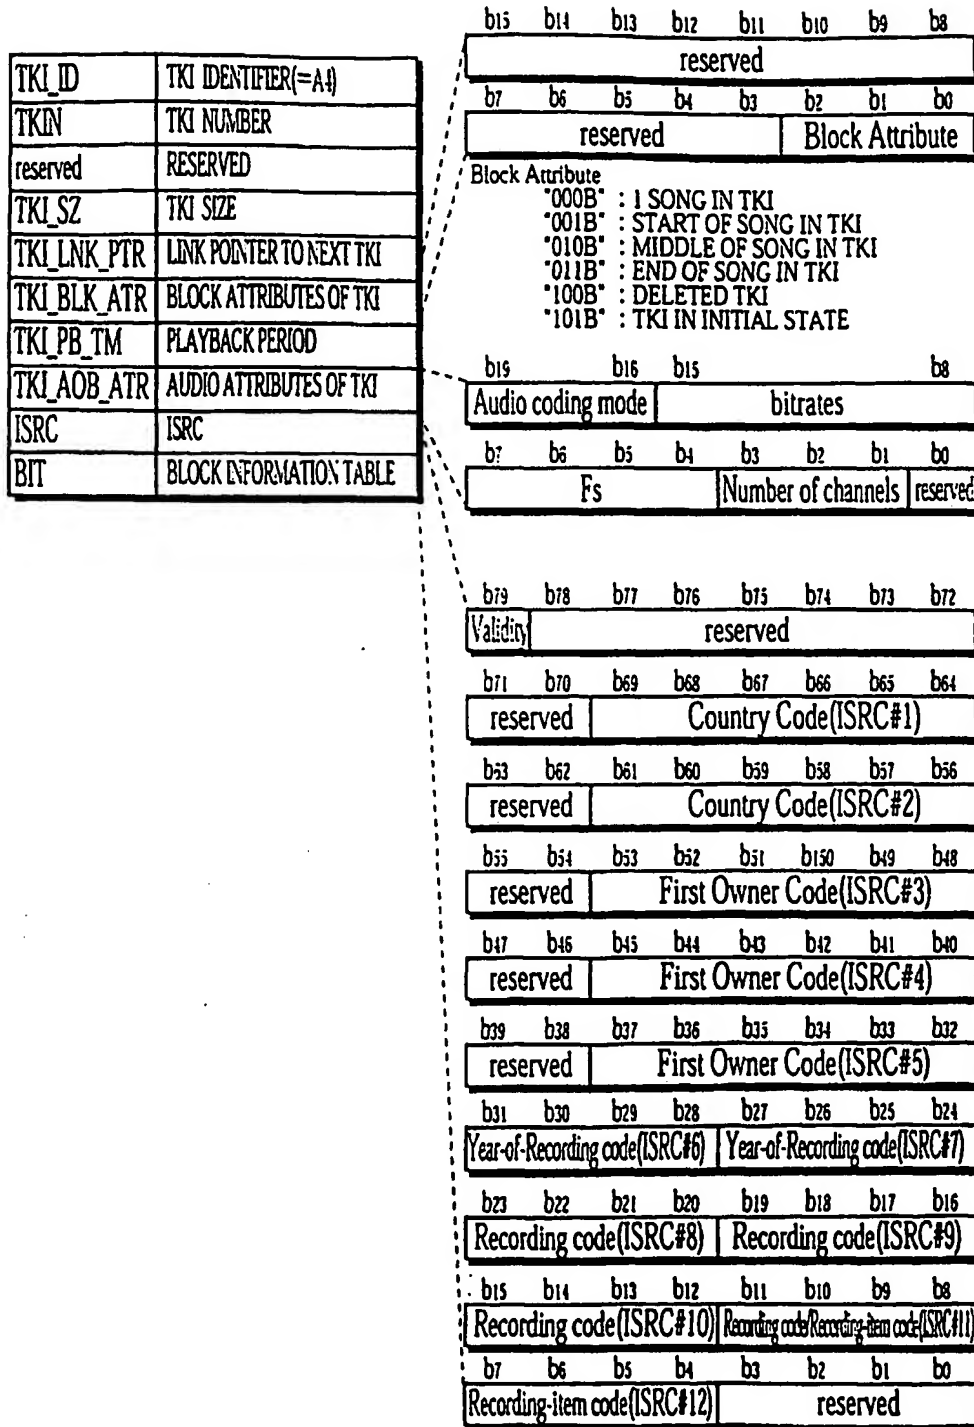 TKI_ID TKI IDENTIFIER(=A4)
TKIN TKI NUMBER
reserved RESERVED
TKI_SZ TKI SIZE
TKI_LNK_PTR LINK POINTER TO NEXT TKI
TKI_BLK_ATR BLOCK ATTRIBUTES OF TKI
TKI_PB_TM PLAYBACK PERIOD
TKI_AOB_ATR AUDIO ATTRIBUTES OF TKI
ISRC ISRC
BIT BLOCK INFORMATION TABLE
b15 b14 b13 b12 b11 b10 b9 b8
reserved
b7 b6 b5 b4 b3 b2 b1 b0
reserved Block Attribute
Block Attribute
"000B" : 1 SONG IN TKI
"001B" : START OF SONG IN TKI
"010B" : MIDDLE OF SONG IN TKI
"011B" : END OF SONG IN TKI
"100B" : DELETED TKI
"101B" : TKI IN INITIAL STATE
b19 b16 b15 b8
Audio coding mode bitrates
b7 b6 b5 b4 b3 b2 b1 b0
Fs Number of channels reserved
b79 b78 b77 b76 b75 b74 b73 b72
Validity reserved
b71 b70 b69 b68 b67 b66 b65 b64
reserved Country Code(ISRC#1)
b53 b62 b61 b60 b59 b58 b57 b56
reserved Country Code(ISRC#2)
b55 b54 b53 b52 b51 b150 b49 b48
reserved First Owner Code(ISRC#3)
b47 b46 b45 b44 b43 b42 b41 b40
reserved First Owner Code(ISRC#4)
b39 b38 b37 b36 b35 b34 b33 b32
reserved First Owner Code(ISRC#5)
b31 b30 b29 b28 b27 b26 b25 b24
Year-of-Recording code(ISRC#6) Year-of-Recording code(ISRC#7)
b23 b22 b21 b20 b19 b18 b17 b16
Recording code(ISRC#8) Recording code(ISRC#9)
b15 b14 b13 b12 b11 b10 b9 b8
Recording code(ISRC#10) Recording code/Recording-item code(ISRC#11)
b7 b6 b5 b4 b3 b2 b1 b0
Recording-item code(ISRC#12) reserved